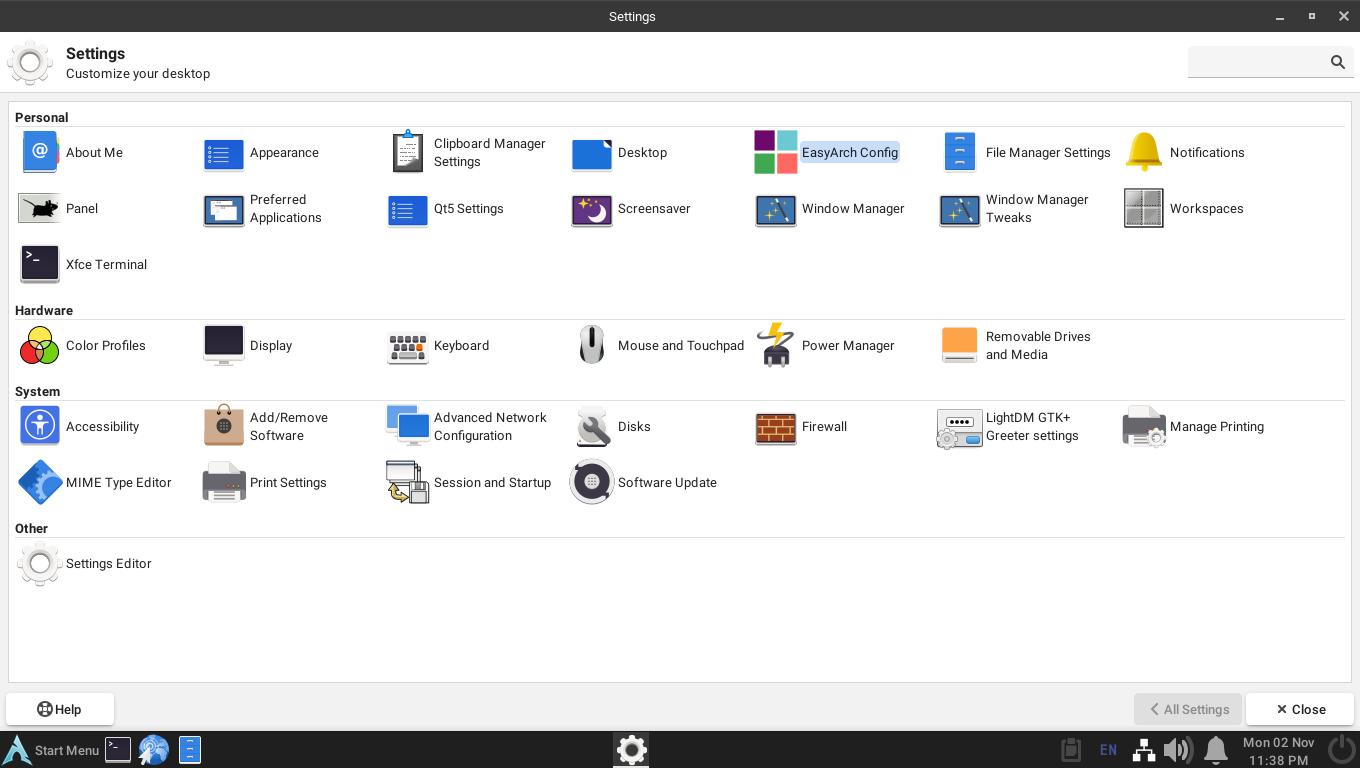 Settings
Settings
Customize your desktop
Personal
About Me
Appearance
Clipboard Manager
Settings
Desktop
EasyArch Config
File Manager Settings
Notifications
Panel
Preferred
Applications
Qt5 Settings
Screensaver
Window Manager
Window Manager
Tweaks
Workspaces
Xfce Terminal
Hardware
Color Profiles
Display
Keyboard
Mouse and Touchpad
Power Manager
Removable Drives
and Media
System
Accessibility
Add/Remove
Software
Advanced Network
Configuration
Disks
Firewall
LightDM GTK+
Greeter settings
Manage Printing
MIME Type Editor
Print Settings
Session and Startup
Software Update
Other
Settings Editor
Help
All Settings
Close
Start Menu
EN
Mon 02 Nov
11:38 PM